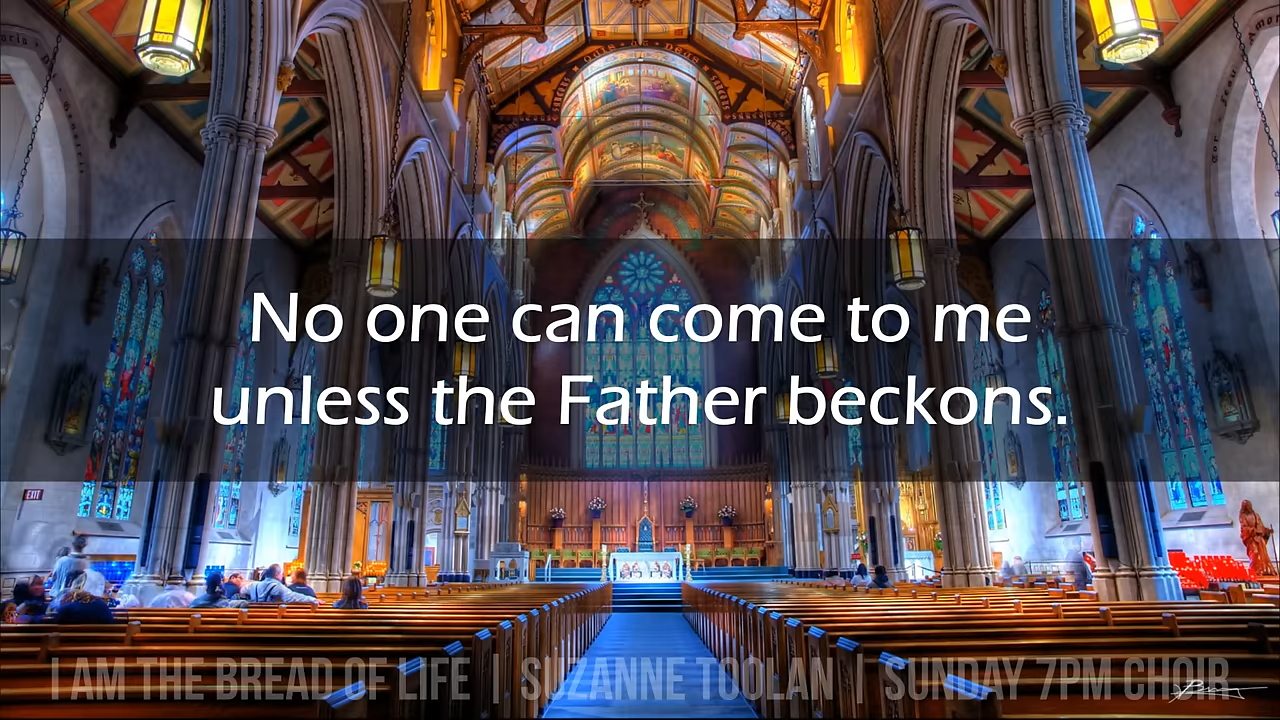 No one can come to me
unless the Father beckons.
EXIT
I AM THE BREAD OF LIFE | SUZANNE TOOLAN | SUNDAY 7PM CHOIR